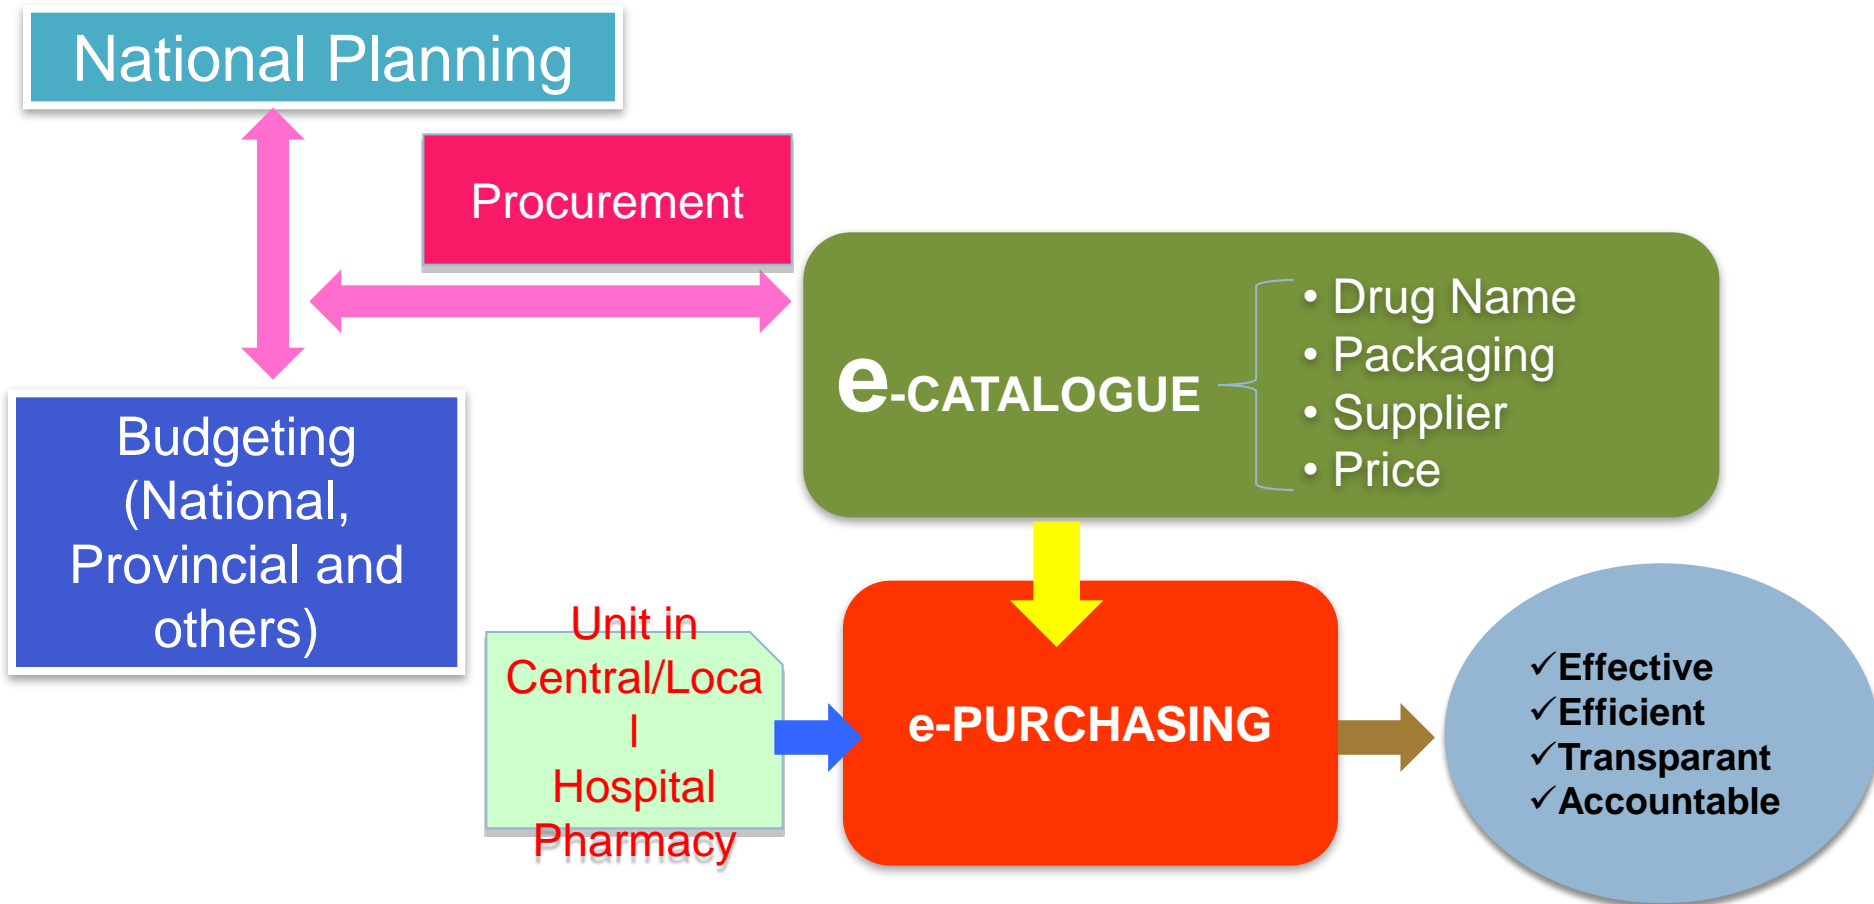 National Planning
Procurement
Budgeting
(National,
Provincial and
others)
e-CATALOGUE
• Drug Name
• Packaging
• Supplier
• Price
Unit in
Central/Loca
l
Hospital
Pharmacy
e-PURCHASING
✓Effective
✓Efficient
✓Transparant
✓Accountable